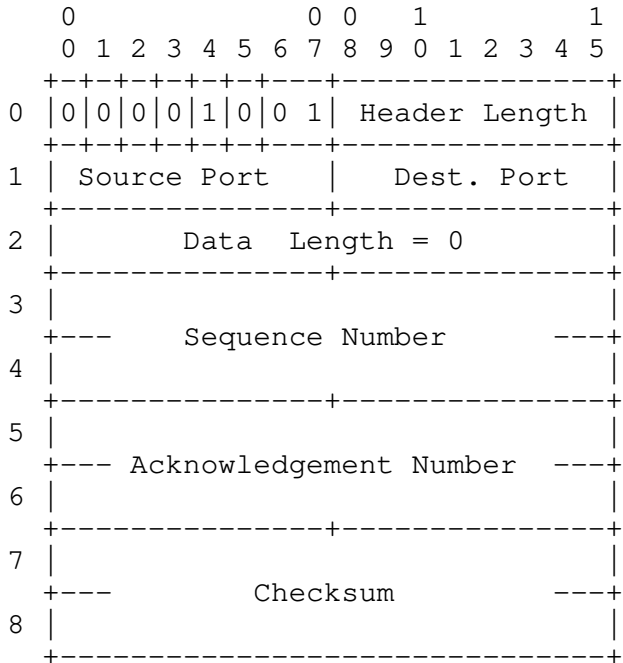 0             0 0   1         1
 0 1 2 3 4 5 6 7 8 9 0 1 2 3 4 5
+-+-+-+-+-+-+---+---------------+
0 |0|0|0|0|1|0|0 1| Header Length |
+-+-+-+-+-+-+---+---------------+
1 | Source Port | Dest. Port |
+---------------+---------------+
2 | Data Length = 0 |
+---------------+---------------+
3 | |
+--- Sequence Number ---+
4 | |
+---------------+---------------+
5 | |
+--- Acknowledgement Number ---+
6 | |
+---------------+---------------+
7 | |
+--- Checksum ---+
8 | |
+-------------------------------+